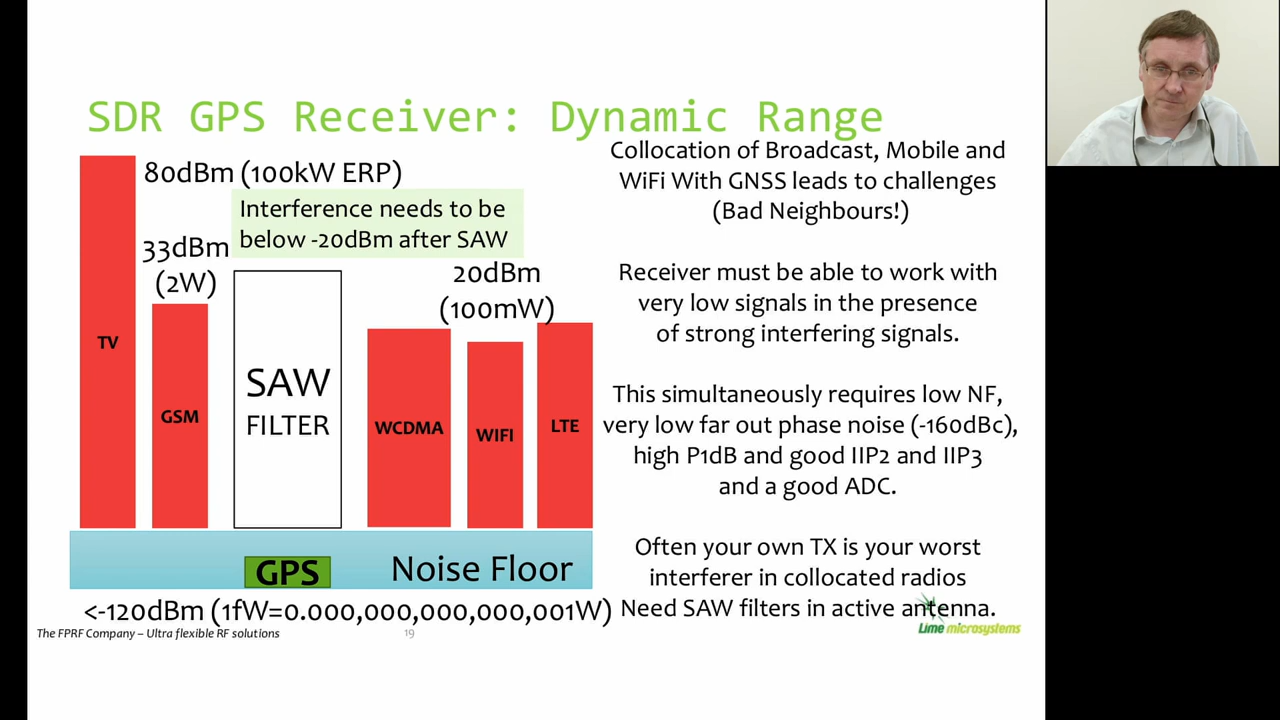 SDR GPS Receiver: Dynamic Range
80dBm (100kW ERP)
Interference needs to be
below -20dBm after SAW
33dBm
(2W)
20dBm
(100mW)
TV
GSM
SAW
FILTER
WCDMA
WIFI
LTE
GPS
Noise Floor
<-120dBm (1fW=0.000,000,000,000,001W)
Collocation of Broadcast, Mobile and
WiFi With GNSS leads to challenges
(Bad Neighbours!)
Receiver must be able to work with
very low signals in the presence
of strong interfering signals.
This simultaneously requires low NF,
very low far out phase noise (-160dBc),
high P1dB and good IIP2 and IIP3
and a good ADC.
Often your own TX is your worst
interferer in collocated radios
Need SAW filters in active antenna.
The FPRF Company – Ultra flexible RF solutions
19
Lime microsystems